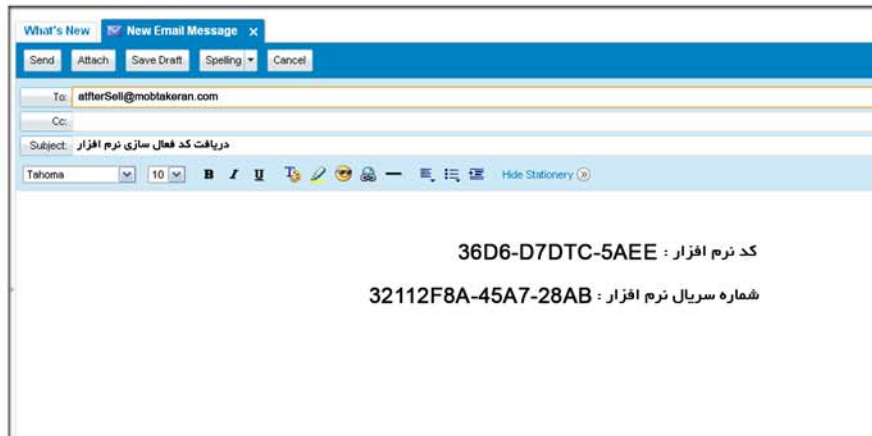 What's New
New Email Message x
Send Attach Save Draft Spelling Cancel
To: atfterSell@mobtakeran.com
Cc:
Subject: دریافت کد فعال سازی نرم افزار
Tahoma 10 B I U Hide Stationery
کد نرم افزار : 36D6-D7DTC-5AEE
شماره سریال نرم افزار : 32112F8A-45A7-28AB